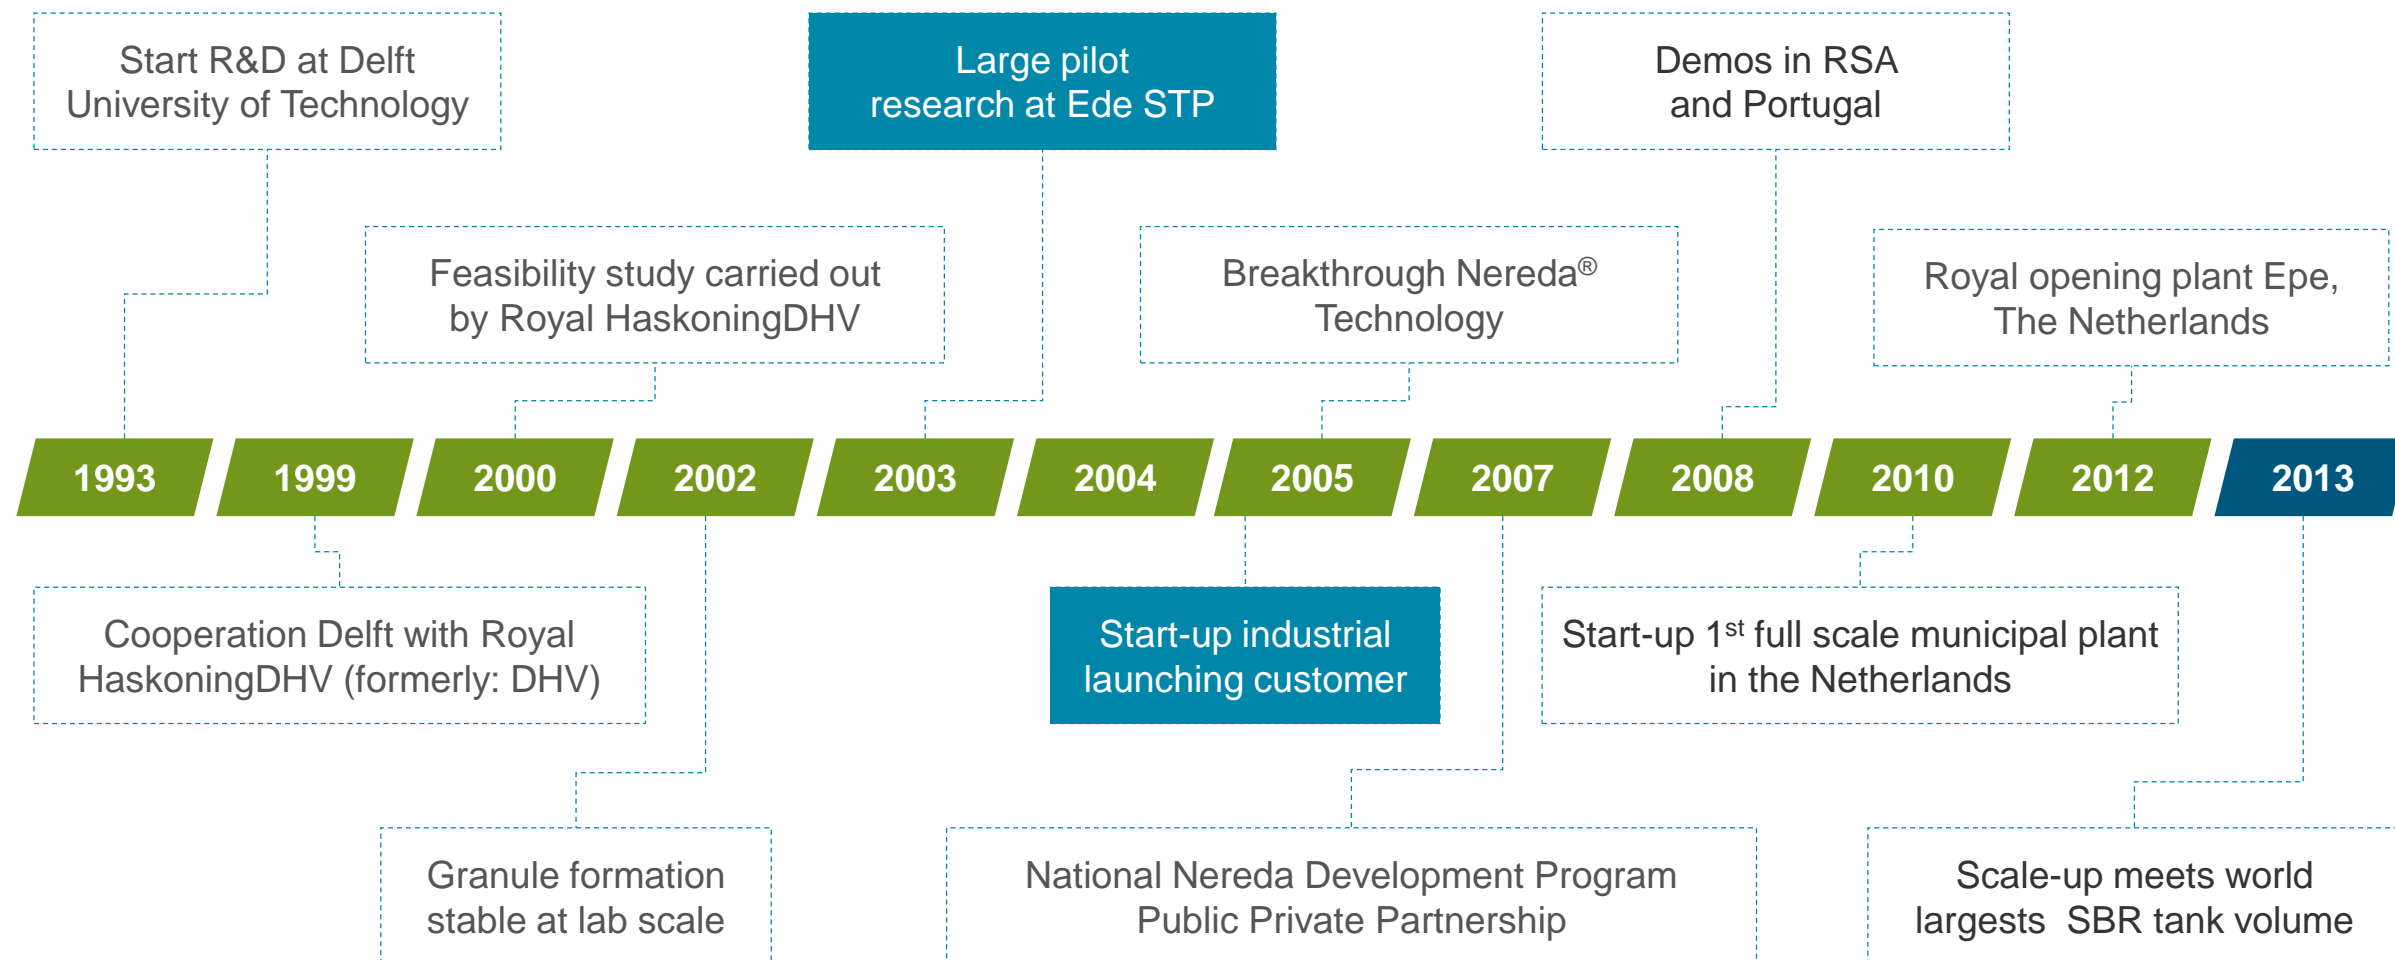 Start R&D at Delft
University of Technology
Large pilot
research at Ede STP
Demos in RSA
and Portugal
Feasibility study carried out
by Royal HaskoningDHV
Breakthrough Nereda®
Technology
Royal opening plant Epe,
The Netherlands
1993 1999 2000 2002 2003 2004 2005 2007 2008 2010 2012 2013
Cooperation Delft with Royal
HaskoningDHV (formerly: DHV)
Start-up industrial
launching customer
Start-up 1st full scale municipal plant
in the Netherlands
Granule formation
stable at lab scale
National Nereda Development Program
Public Private Partnership
Scale-up meets world
largests SBR tank volume